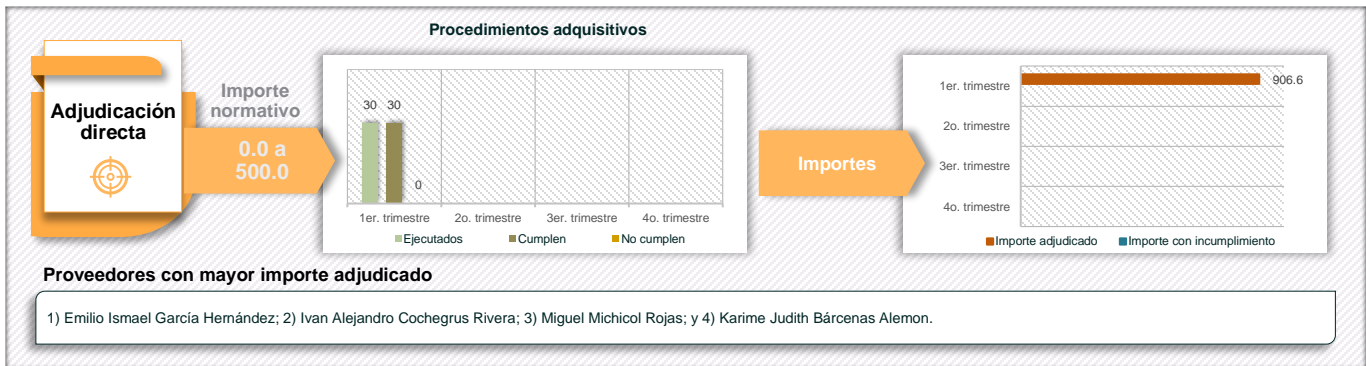 Procedimientos adquisitivos
Adjudicación
directa
Importe
normativo
0.0 a
500.0
30
30
0
1er. trimestre
2o. trimestre
3er. trimestre
4o. trimestre
Ejecutados
Cumplen
No cumplen
Importes
1er. trimestre
906.6
2o. trimestre
3er. trimestre
4o. trimestre
Importe adjudicado
Importe con incumplimiento
Proveedores con mayor importe adjudicado
1) Emilio Ismael García Hernández; 2) Ivan Alejandro Cochegrus Rivera; 3) Miguel Michicol Rojas; y 4) Karime Judith Bárcenas Alemon.